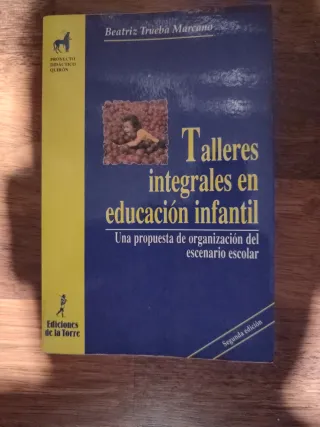 Beatriz Trueba Marcano
PROYECTO
DIDÁCTICO
QUIRÓN
Talleres
integrales en
educación infantil
Una propuesta de organización del
escenario escolar
Segunda edición
Ediciones
de la Torre